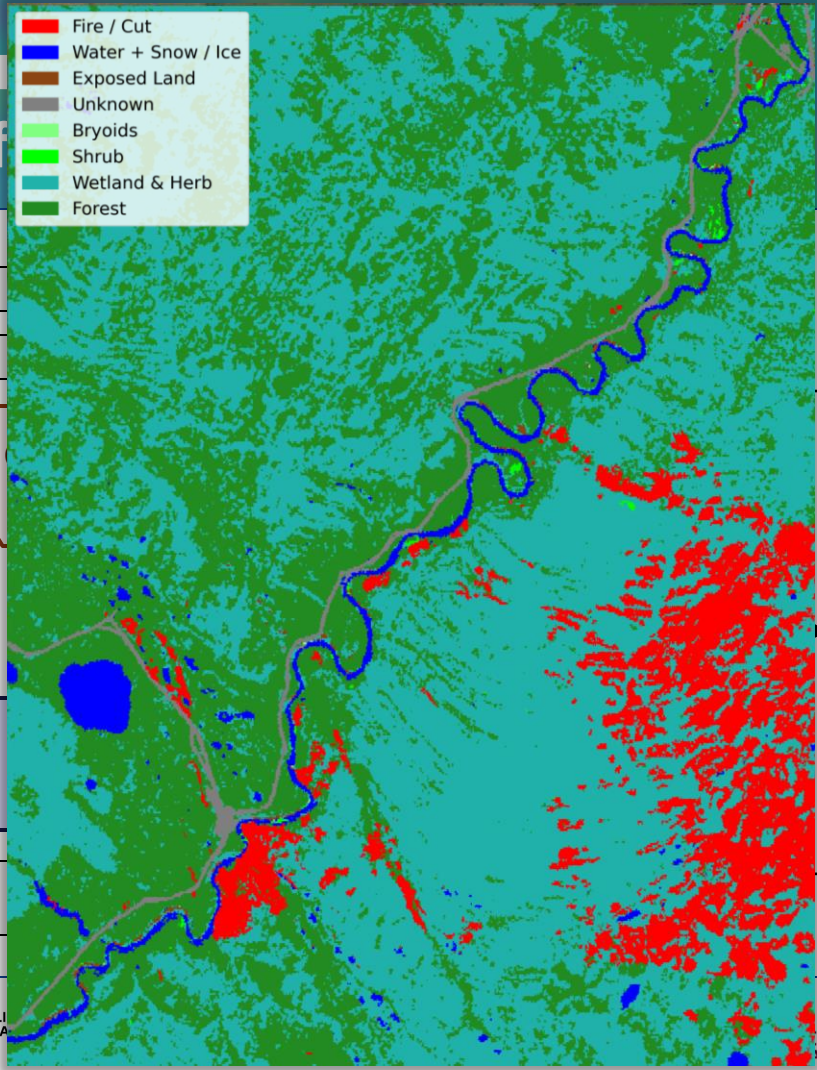 Fire / Cut
Water + Snow / Ice
Exposed Land
Unknown
Bryoids
Shrub
Wetland & Herb
Forest